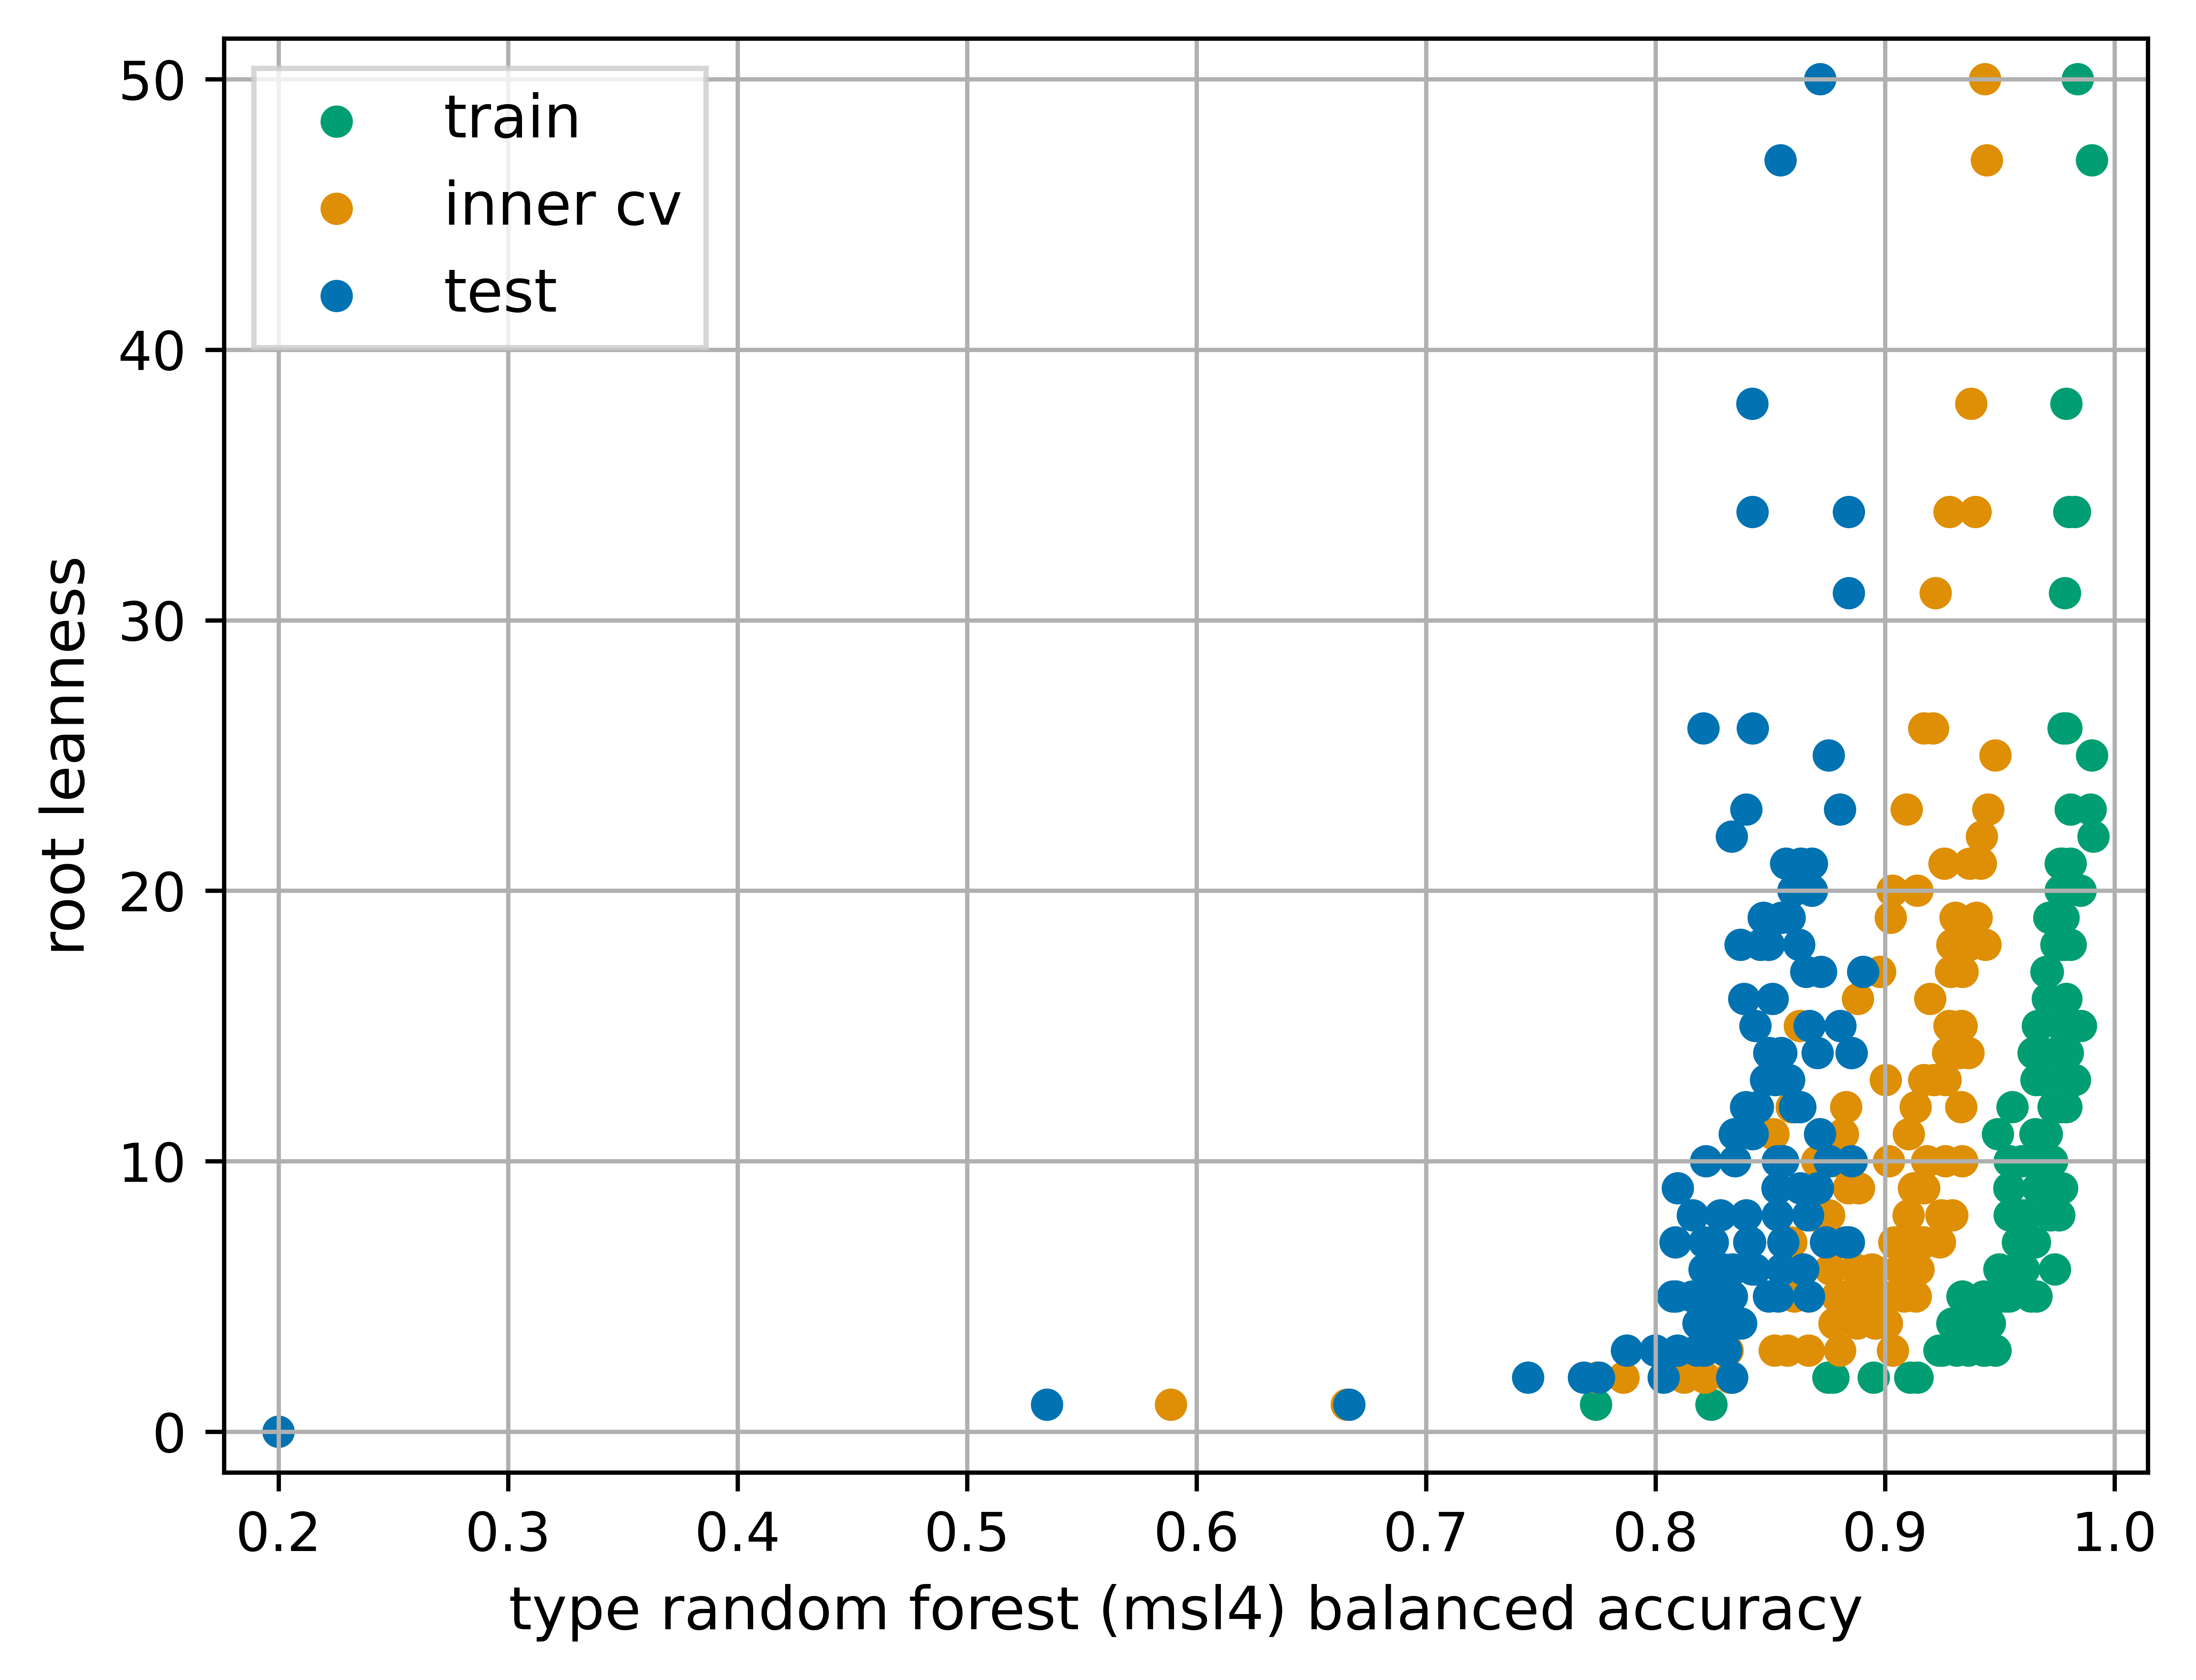 train
inner cv
test
root leanness
50
40
30
20
10
0
0.2 0.3 0.4 0.5 0.6 0.7 0.8 0.9 1.0
type random forest (msl4) balanced accuracy